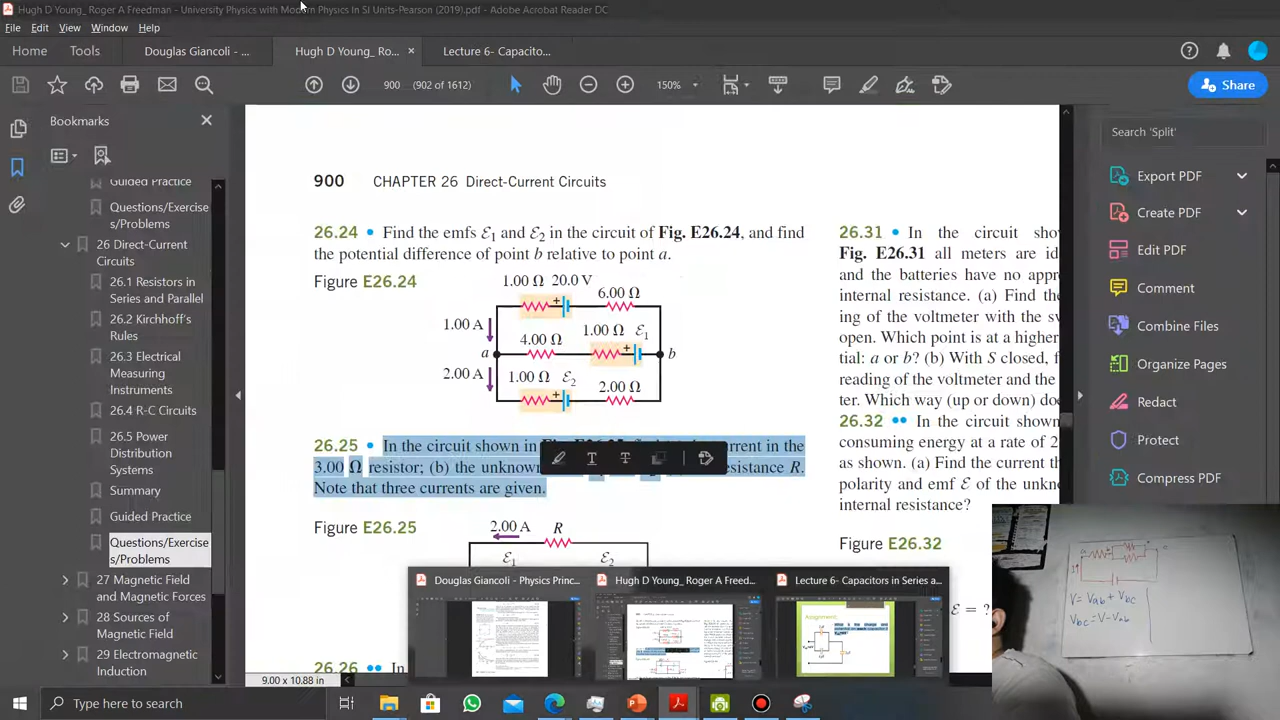 Hugh D Young_ Roger A Freedman - University Physics with Modern Physics In SI Units-Pearson (2019).pdf - Adobe Acrobat Reader DC
File Edit View Window Help
Home Tools Douglas Giancoli - ... Hugh D Young_ Ro... × Lecture 6- Capacito...
900 (902 of 1612) 150% Share
Bookmarks
Guided Practice
Questions/Exercise
s/Problems
26 Direct-Current
Circuits
26.1 Resistors in
Series and Parallel
26.2 Kirchhoff's
Rules
26.3 Electrical
Measuring
Instruments
26.4 R-C Circuits
26.5 Power
Distribution
Systems
Summary
Guided Practice
Questions/Exercise
s/Problems
27 Magnetic Field
and Magnetic Forces
28 Sources of
Magnetic Field
29 Electromagnetic
Induction
900 CHAPTER 26 Direct-Current Circuits
26.24 • Find the emfs ℰ1 and ℰ2 in the circuit of Fig. E26.24, and find
the potential difference of point b relative to point a.
Figure E26.24
1.00 Ω 20.0 V
6.00 Ω
1.00 A
4.00 Ω 1.00 Ω ℰ1
a b
2.00 A 1.00 Ω ℰ2 2.00 Ω
+
+
+
26.25 • In the circuit shown in current in the
3.00 Ω resistor; (b) the unknown resistance R.
Note that three currents are given.
Figure E26.25
2.00 A R
ℰ1 ℰ2
26.26 •• In
26.31 • In the circuit sho
Fig. E26.31 all meters are id
and the batteries have no appr
internal resistance. (a) Find the
ing of the voltmeter with the sv
open. Which point is at a highe
tial: a or b? (b) With S closed, f
reading of the voltmeter and the
ter. Which way (up or down) do
26.32 •• In the circuit shown
consuming energy at a rate of 2
as shown. (a) Find the current t
polarity and emf ℰ of the unkn
internal resistance?
Figure E26.32
ℰ = ?
9.00 x 10.88 in
Search 'Split'
Export PDF
Create PDF
Edit PDF
Comment
Combine Files
Organize Pages
Redact
Protect
Compress PDF
V = Vab + Vbc
Vbc = V - Vab
Douglas Giancoli - Physics Princ...
Hugh D Young_ Roger A Freed...
Lecture 6- Capacitors in Series a...
Assignment:
Type here to search